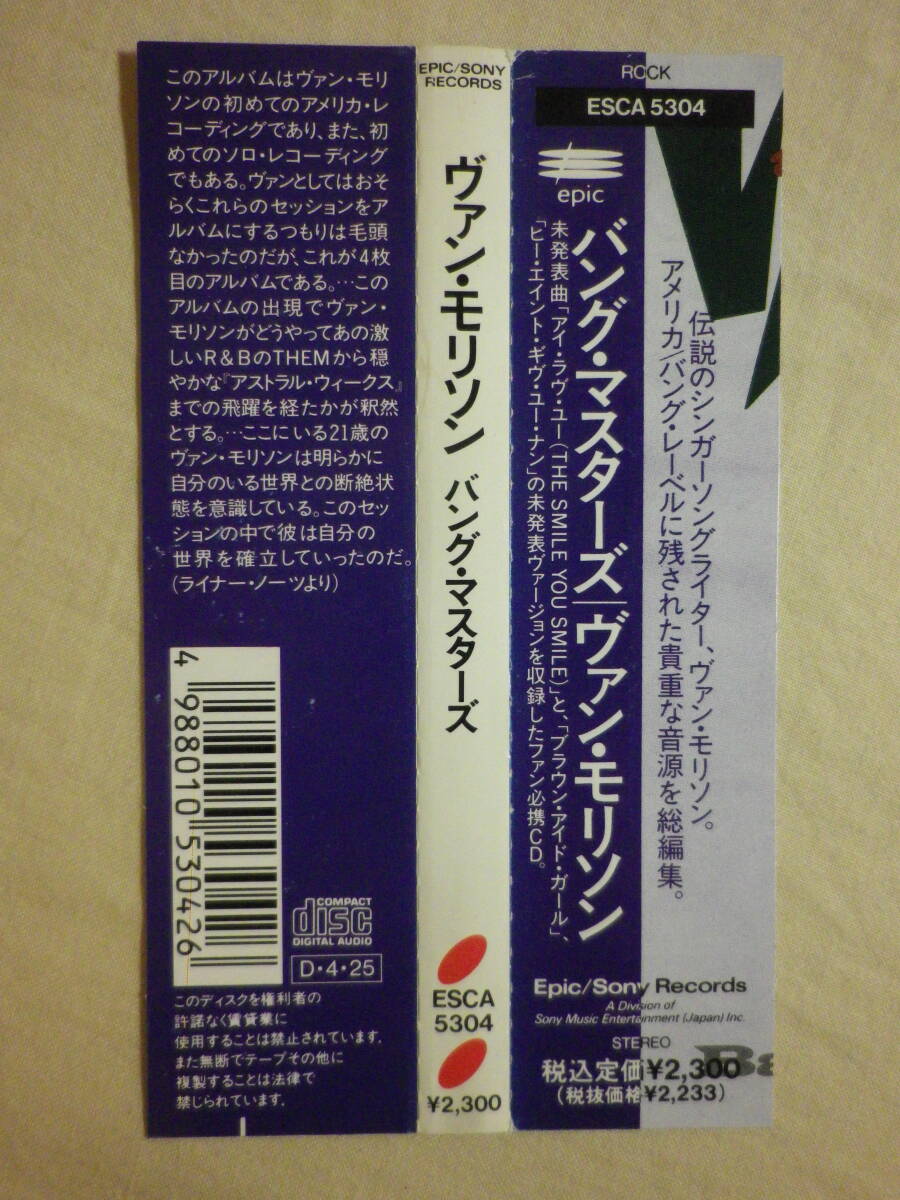 このアルバムはヴァン・モリ
ソンの初めてのアメリカ・レ
コーディングであり、また、初
めてのソロ・レコーディング
でもある。ヴァンとしてはおそ
らくこれらのセッションをア
ルバムにするつもりは毛頭
なかったのだが、これが4枚
目のアルバムである。…この
アルバムの出現でヴァン・
モリソンがどうやってあの激
しいR&BのTHEMから穏
やかな『アストラル・ウィークス』
までの飛躍を経たかが釈然
とする。…ここにいる21歳の
ヴァン・モリソンは明らかに
自分のいる世界との断絶状
態を意識している。このセッ
ションの中で彼は自分の
世界を確立していったのだ。
(ライナー・ノーツより)
4 988010 530426
COMPACT
disc
DIGITAL AUDIO
D・4・25
このディスクを権利者の
許諾なく賃貸業に
使用することは禁止されています。
また無断でテープその他に
複製することは法律で
禁じられています。
EPIC/SONY
RECORDS
ヴァン・モリソン バング・マスターズ
ESCA
5304
¥2,300
ROCK
ESCA 5304
epic
伝説のシンガーソングライター、ヴァン・モリソン。
アメリカ/バング・レーベルに残された貴重な音源を総編集。
バング・マスターズ|ヴァン・モリソン
未発表曲「アイ・ラヴ・ユー(THE SMILE YOU SMILE)」と、「ブラウン・アイド・ガール」、
「ヒー・エイント・ギヴ・ユー・ナン」の未発表ヴァージョンを収録したファン必携CD。
Epic/Sony Records
A Division of
Sony Music Entertainment (Japan) Inc.
STEREO
税込定価¥2,300
(税抜価格¥2,233)